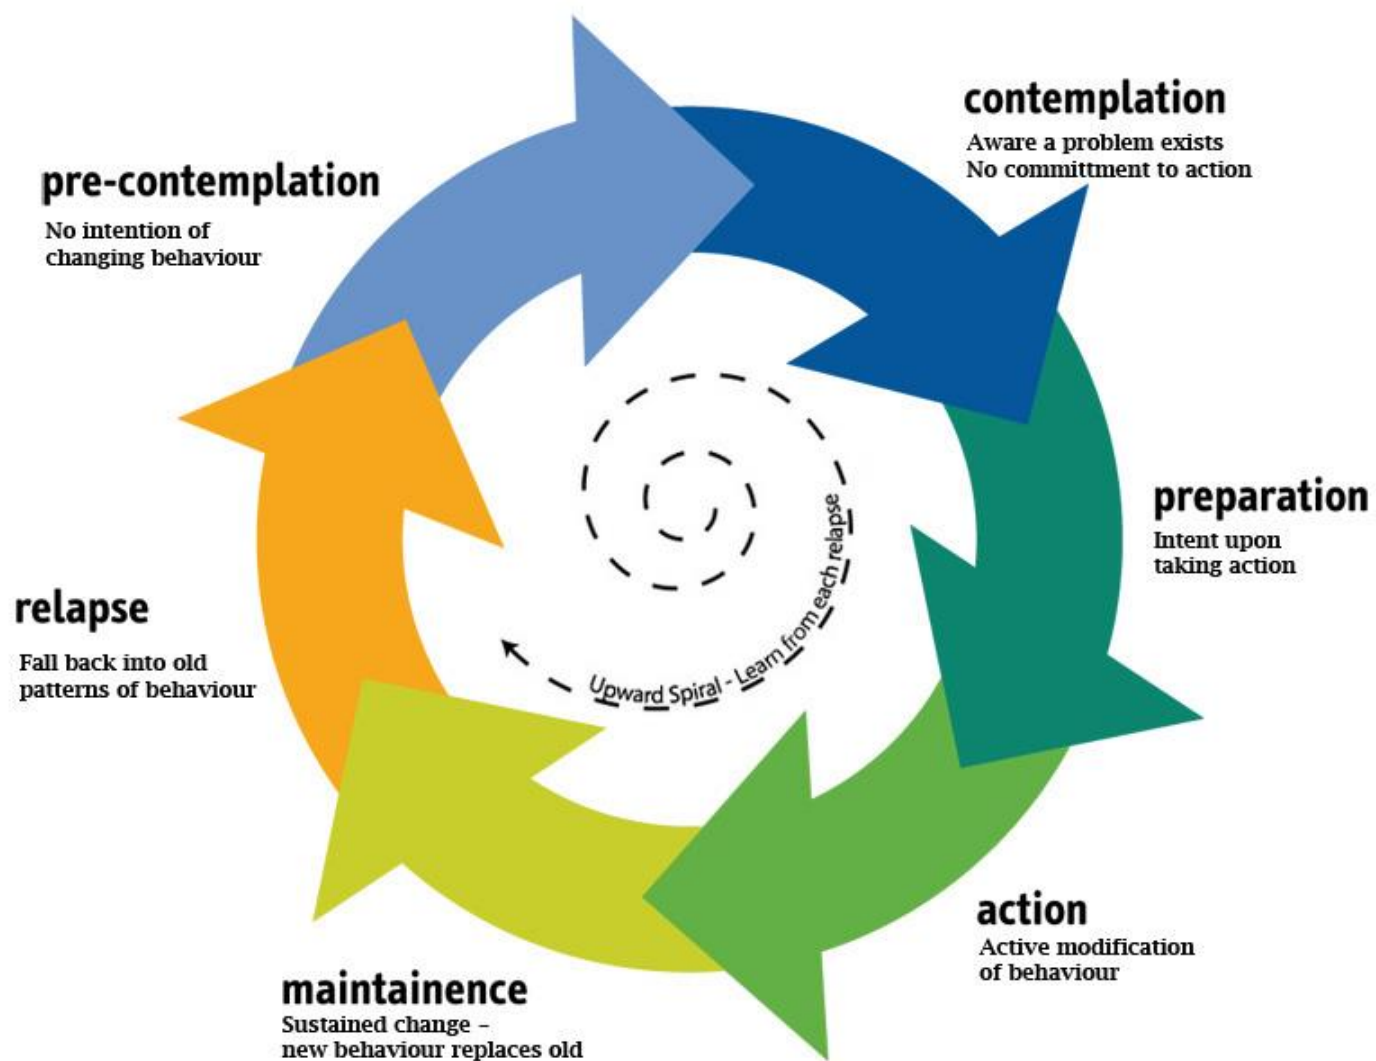 pre-contemplation
No intention of
changing behaviour
contemplation
Aware a problem exists
No committment to action
preparation
Intent upon
taking action
action
Active modification
of behaviour
maintainence
Sustained change –
new behaviour replaces old
relapse
Fall back into old
patterns of behaviour
Upward Spiral - Learn from each relapse